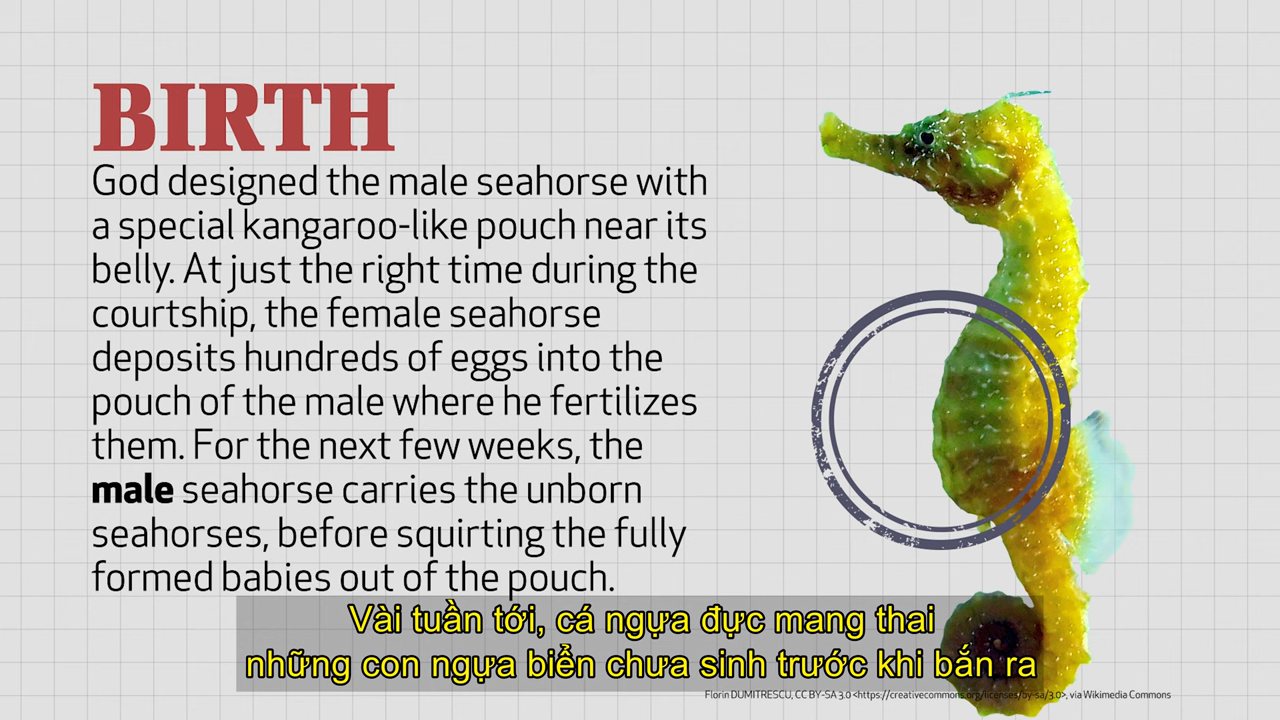 BIRTH
God designed the male seahorse with
a special kangaroo-like pouch near its
belly. At just the right time during the
courtship, the female seahorse
deposits hundreds of eggs into the
pouch of the male where he fertilizes
them. For the next few weeks, the
male seahorse carries the unborn
seahorses, before squirting the fully
formed babies out of the pouch.
Vài tuần tới, cá ngựa đực mang thai
những con ngựa biển chưa sinh trước khi bắn ra
Florin DUMITRESCU, CC BY-SA 3.0 <https://creativecommons.org/licenses/by-sa/3.0>, via Wikimedia Commons